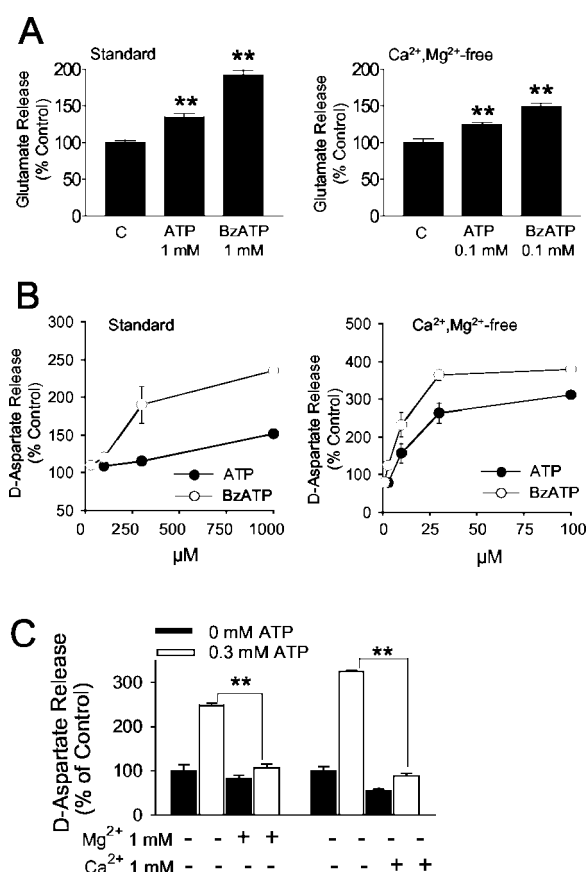 A
Standard
Glutamate Release
(% Control)
200
150
100
50
0
**
**
C
ATP
1 mM
BzATP
1 mM
Ca²⁺,Mg²⁺-free
Glutamate Release
(% Control)
200
150
100
50
0
**
**
C
ATP
0.1 mM
BzATP
0.1 mM
B
Standard
D-Aspartate Release
(% Control)
300
250
200
150
100
50
ATP
BzATP
0 250 500 750 1000
µM
Ca²⁺,Mg²⁺-free
D-Aspartate Release
(% Control)
500
400
300
200
100
0
ATP
BzATP
0 25 50 75 100
µM
C
0 mM ATP
0.3 mM ATP
D-Aspartate Release
(% of Control)
300
200
100
0
**
**
Mg²⁺ 1 mM - - + + - - - -
Ca²⁺ 1 mM - - - - - - + +